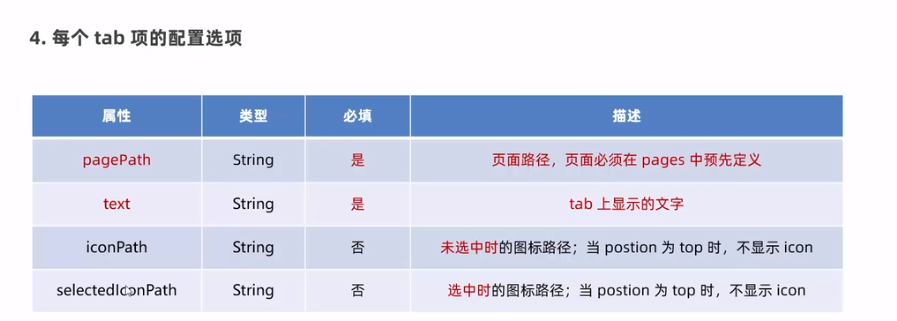 4. 每个 tab 项的配置选项
属性 类型 必填 描述
pagePath String 是 页面路径，页面必须在 pages 中预先定义
text String 是 tab 上显示的文字
iconPath String 否 未选中时的图标路径；当 postion 为 top 时，不显示 icon
selectedIconPath String 否 选中时的图标路径；当 postion 为 top 时，不显示 icon